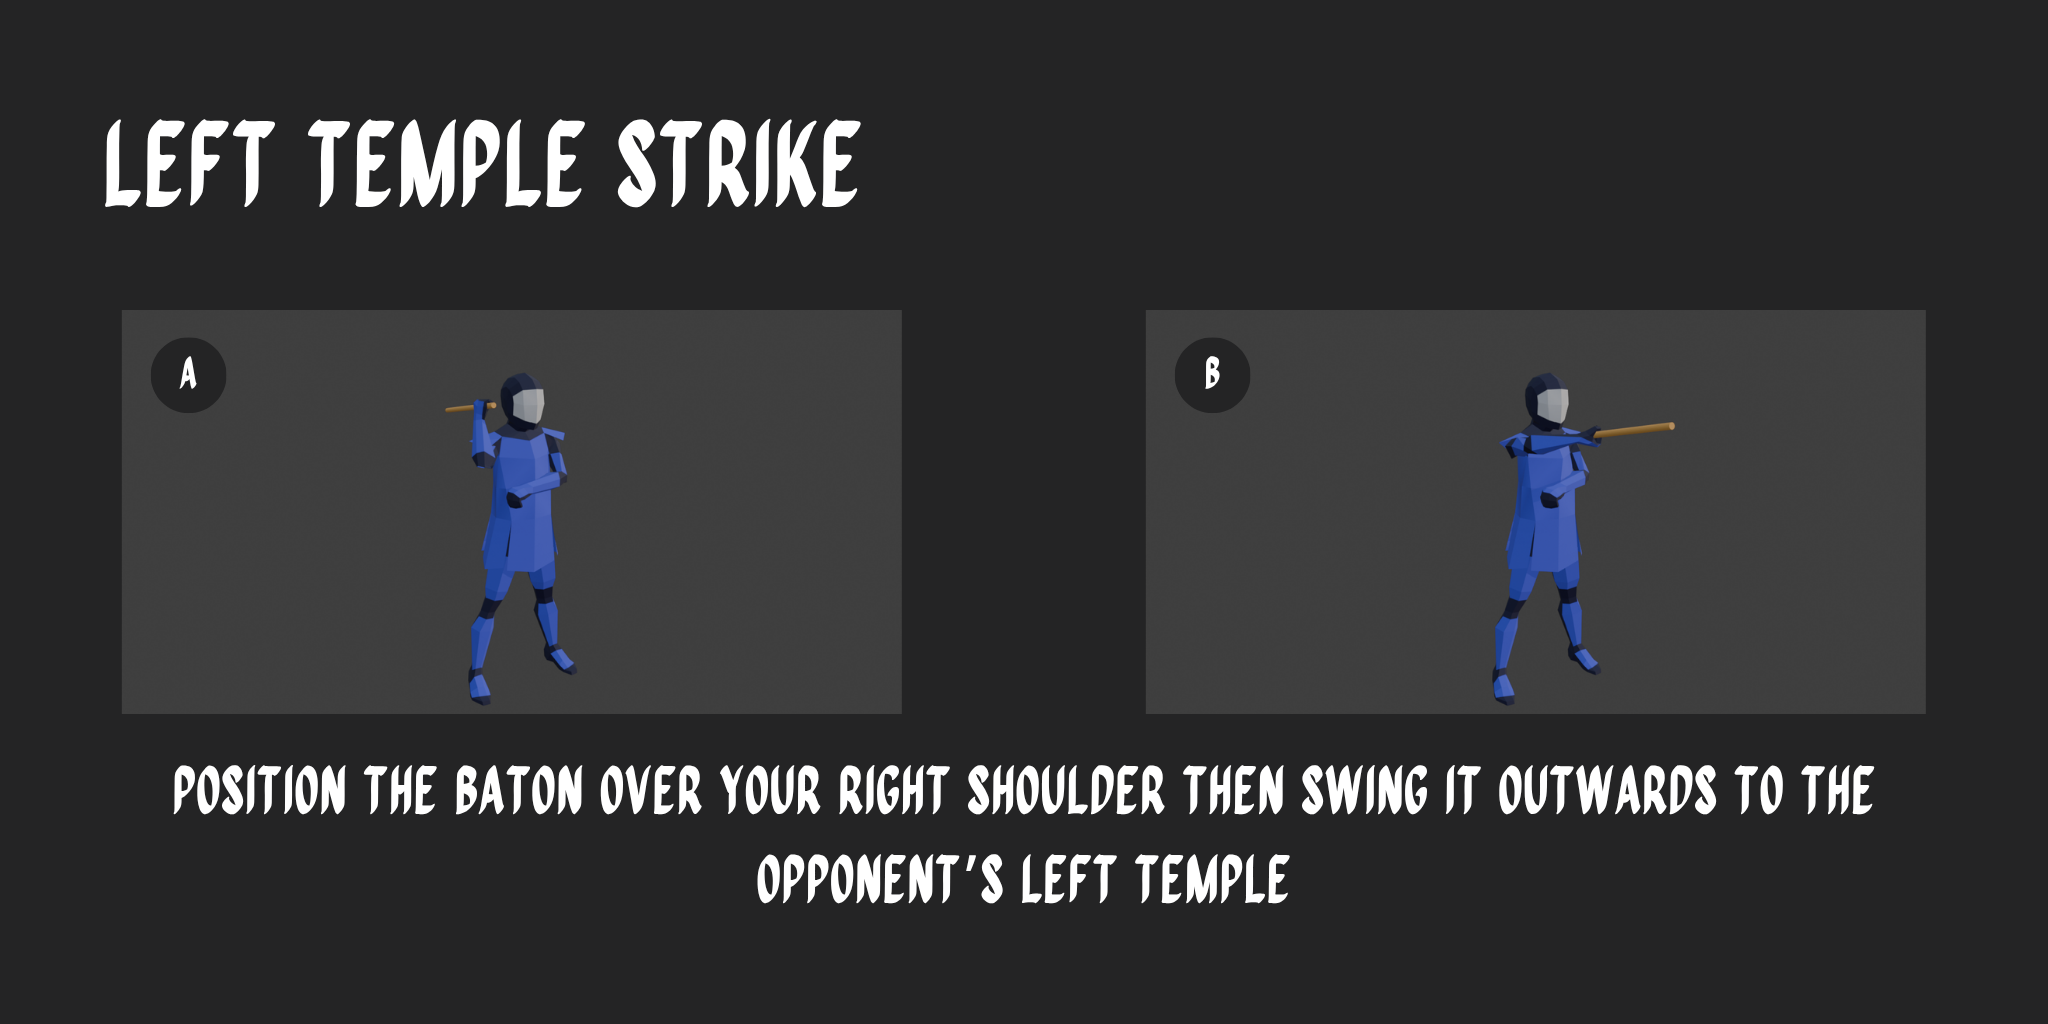 LEFT TEMPLE STRIKE
A
B
POSITION THE BATON OVER YOUR RIGHT SHOULDER THEN SWING IT OUTWARDS TO THE
OPPONENT'S LEFT TEMPLE